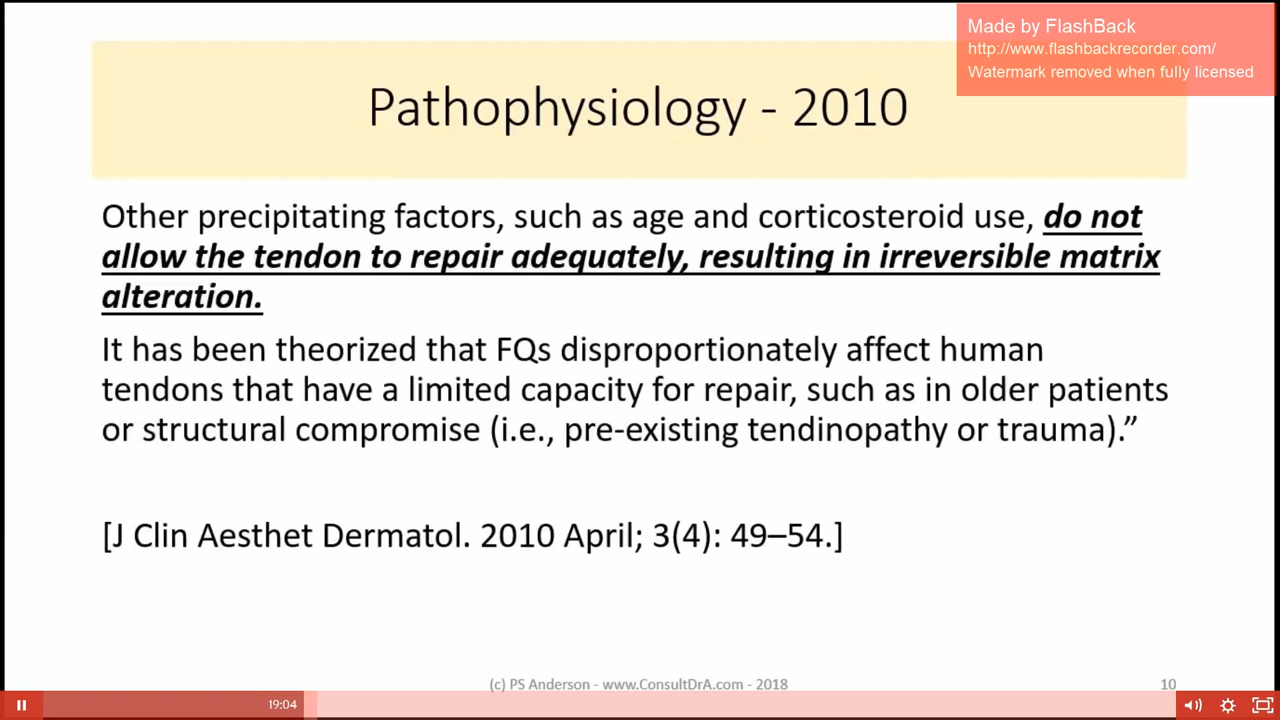 Made by FlashBack
http://www.flashbackrecorder.com/
Watermark removed when fully licensed
Pathophysiology - 2010
Other precipitating factors, such as age and corticosteroid use, do not
allow the tendon to repair adequately, resulting in irreversible matrix
alteration.
It has been theorized that FQs disproportionately affect human
tendons that have a limited capacity for repair, such as in older patients
or structural compromise (i.e., pre-existing tendinopathy or trauma).”
[J Clin Aesthet Dermatol. 2010 April; 3(4): 49–54.]
(c) PS Anderson - www.ConsultDrA.com - 2018
10
19:04